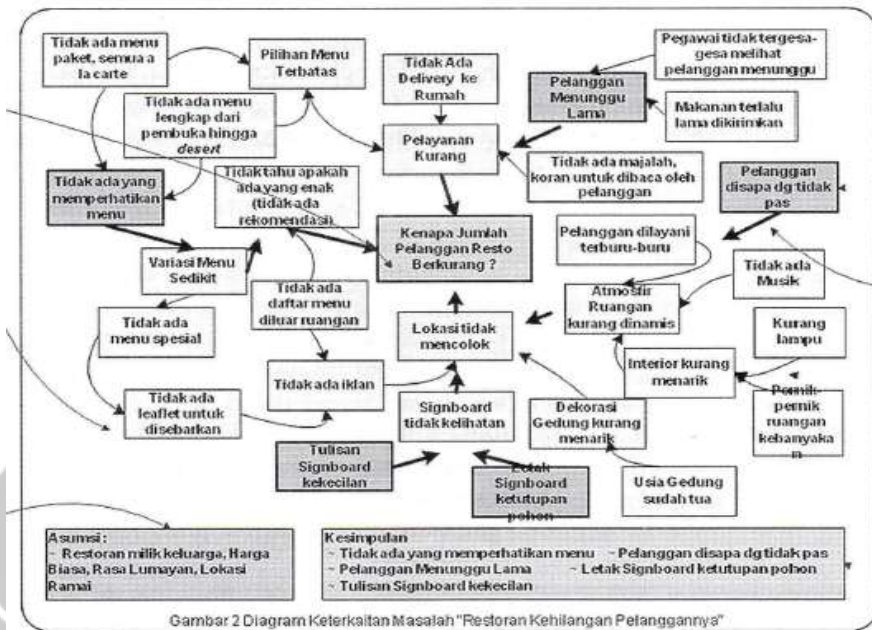 Tidak ada menu
paket, semua a
la carte
Pilihan Menu
Terbatas
Tidak Ada
Delivery ke
Rumah
Pelanggan
Menunggu
Lama
Pegawai tidak tergesa-
gesa melihat
pelanggan menunggu
Makanan terlalu
lama dikirimkan
Tidak ada menu
lengkap dari
pembuka hingga
desert
Pelayanan
Kurang
Tidak ada majalah,
koran untuk dibaca oleh
pelanggan
Pelanggan
disapa dg tidak
pas
Tidak ada yang
memperhatikan
menu
Tidak tahu apakah
ada yang enak
(tidak ada
rekomendasi)
Kenapa Jumlah
Pelanggan Resto
Berkurang ?
Pelanggan dilayani
terburu-buru
Variasi Menu
Sedikit
Tidak ada
Musik
Tidak ada
daftar menu
diluar ruangan
Atmosfir
Ruangan
kurang dinamis
Tidak ada
menu spesial
Lokasi tidak
mencolok
Kurang
lampu
Interior kurang
menarik
Tidak ada iklan
Tidak ada
leaflet untuk
disebarkan
Signboard
tidak kelihatan
Dekorasi
Gedung kurang
menarik
Pernik-
pernik
ruangan
kebanyaka
n
Tulisan
Signboard
kekecilan
Letak
Signboard
ketutupan
pohon
Usia Gedung
sudah tua
Asumsi :
~ Restoran milik keluarga, Harga
Biasa, Rasa Lumayan, Lokasi
Ramai
Kesimpulan
~ Tidak ada yang memperhatikan menu ~ Pelanggan disapa dg tidak pas
~ Pelanggan Menunggu Lama ~ Letak Signboard ketutupan pohon
~ Tulisan Signboard kekecilan
Gambar 2 Diagram Keterkaitan Masalah "Restoran Kehilangan Pelanggannya"